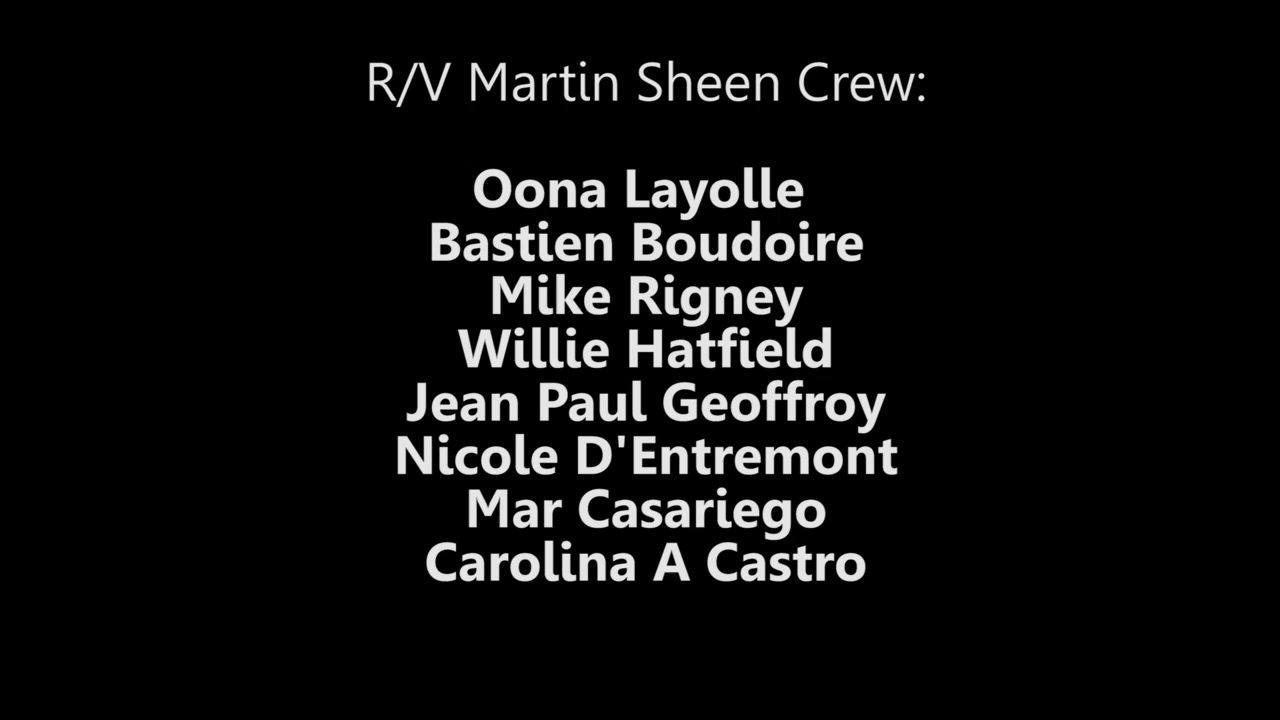 R/V Martin Sheen Crew:
Oona Layolle
Bastien Boudoire
Mike Rigney
Willie Hatfield
Jean Paul Geoffroy
Nicole D'Entremont
Mar Casariego
Carolina A Castro